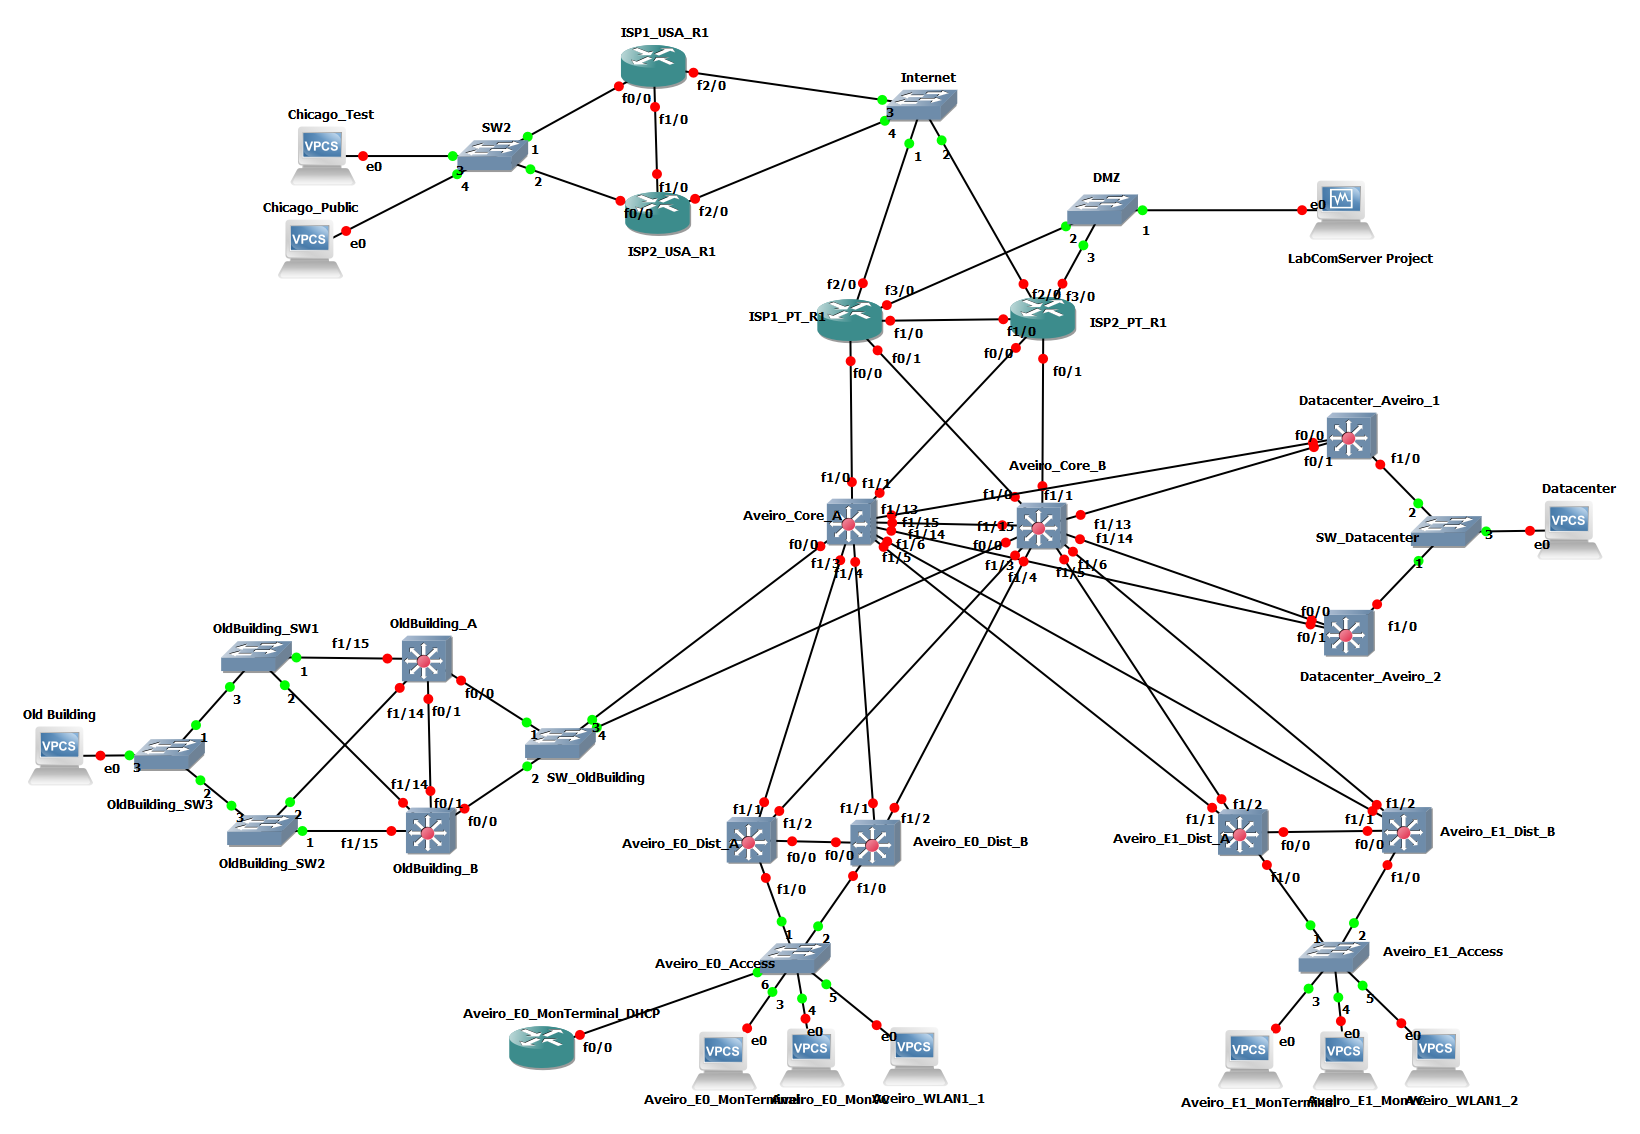 ISP1_USA_R1
f0/0
f2/0
f1/0
Internet
3
4
1
2
Chicago_Test
VPCS
e0
SW2
1
3
2
4
Chicago_Public
VPCS
e0
f1/0
f0/0
f2/0
ISP2_USA_R1
DMZ
2
1
3
e0
LabComServer Project
f2/0
f3/0
ISP1_PT_R1
f1/0
f0/1
f0/0
f2/0
f3/0
f1/0
ISP2_PT_R1
f0/0
f0/1
Datacenter_Aveiro_1
f0/0
f0/1
f1/0
Aveiro_Core_B
f1/0
f1/1
f1/0
f1/1
Aveiro_Core_A
f1/13
f1/15
f1/14
f1/6
f1/5
f0/0
f1/3
f1/4
f1/15
f0/0
f1/13
f1/14
f1/3
f1/4
f1/5
f1/6
2
SW_Datacenter
3
1
Datacenter
VPCS
e0
f0/0
f0/1
f1/0
Datacenter_Aveiro_2
OldBuilding_SW1
1
3
2
f1/15
OldBuilding_A
f0/0
f1/14
f0/1
Old Building
VPCS
e0
1
3
2
OldBuilding_SW3
1
3
4
2
SW_OldBuilding
3
2
1
OldBuilding_SW2
f1/14
f0/1
f0/0
f1/15
OldBuilding_B
f1/1
f1/2
Aveiro_E0_Dist_A
f0/0
f1/0
f1/1
f1/2
f0/0
Aveiro_E0_Dist_B
f1/0
f1/2
f1/1
Aveiro_E1_Dist_A
f0/0
f1/0
f1/2
f1/1
f0/0
Aveiro_E1_Dist_B
f1/0
1
2
Aveiro_E0_Access
6
3
4
5
1
2
Aveiro_E1_Access
3
4
5
Aveiro_E0_MonTerminal_DHCP
f0/0
e0
e0
e0
VPCS
VPCS
VPCS
Aveiro_E0_MonTerminal
Aveiro_WLAN1_1
e0
e0
e0
VPCS
VPCS
VPCS
Aveiro_E1_MonTerminal
Aveiro_WLAN1_2